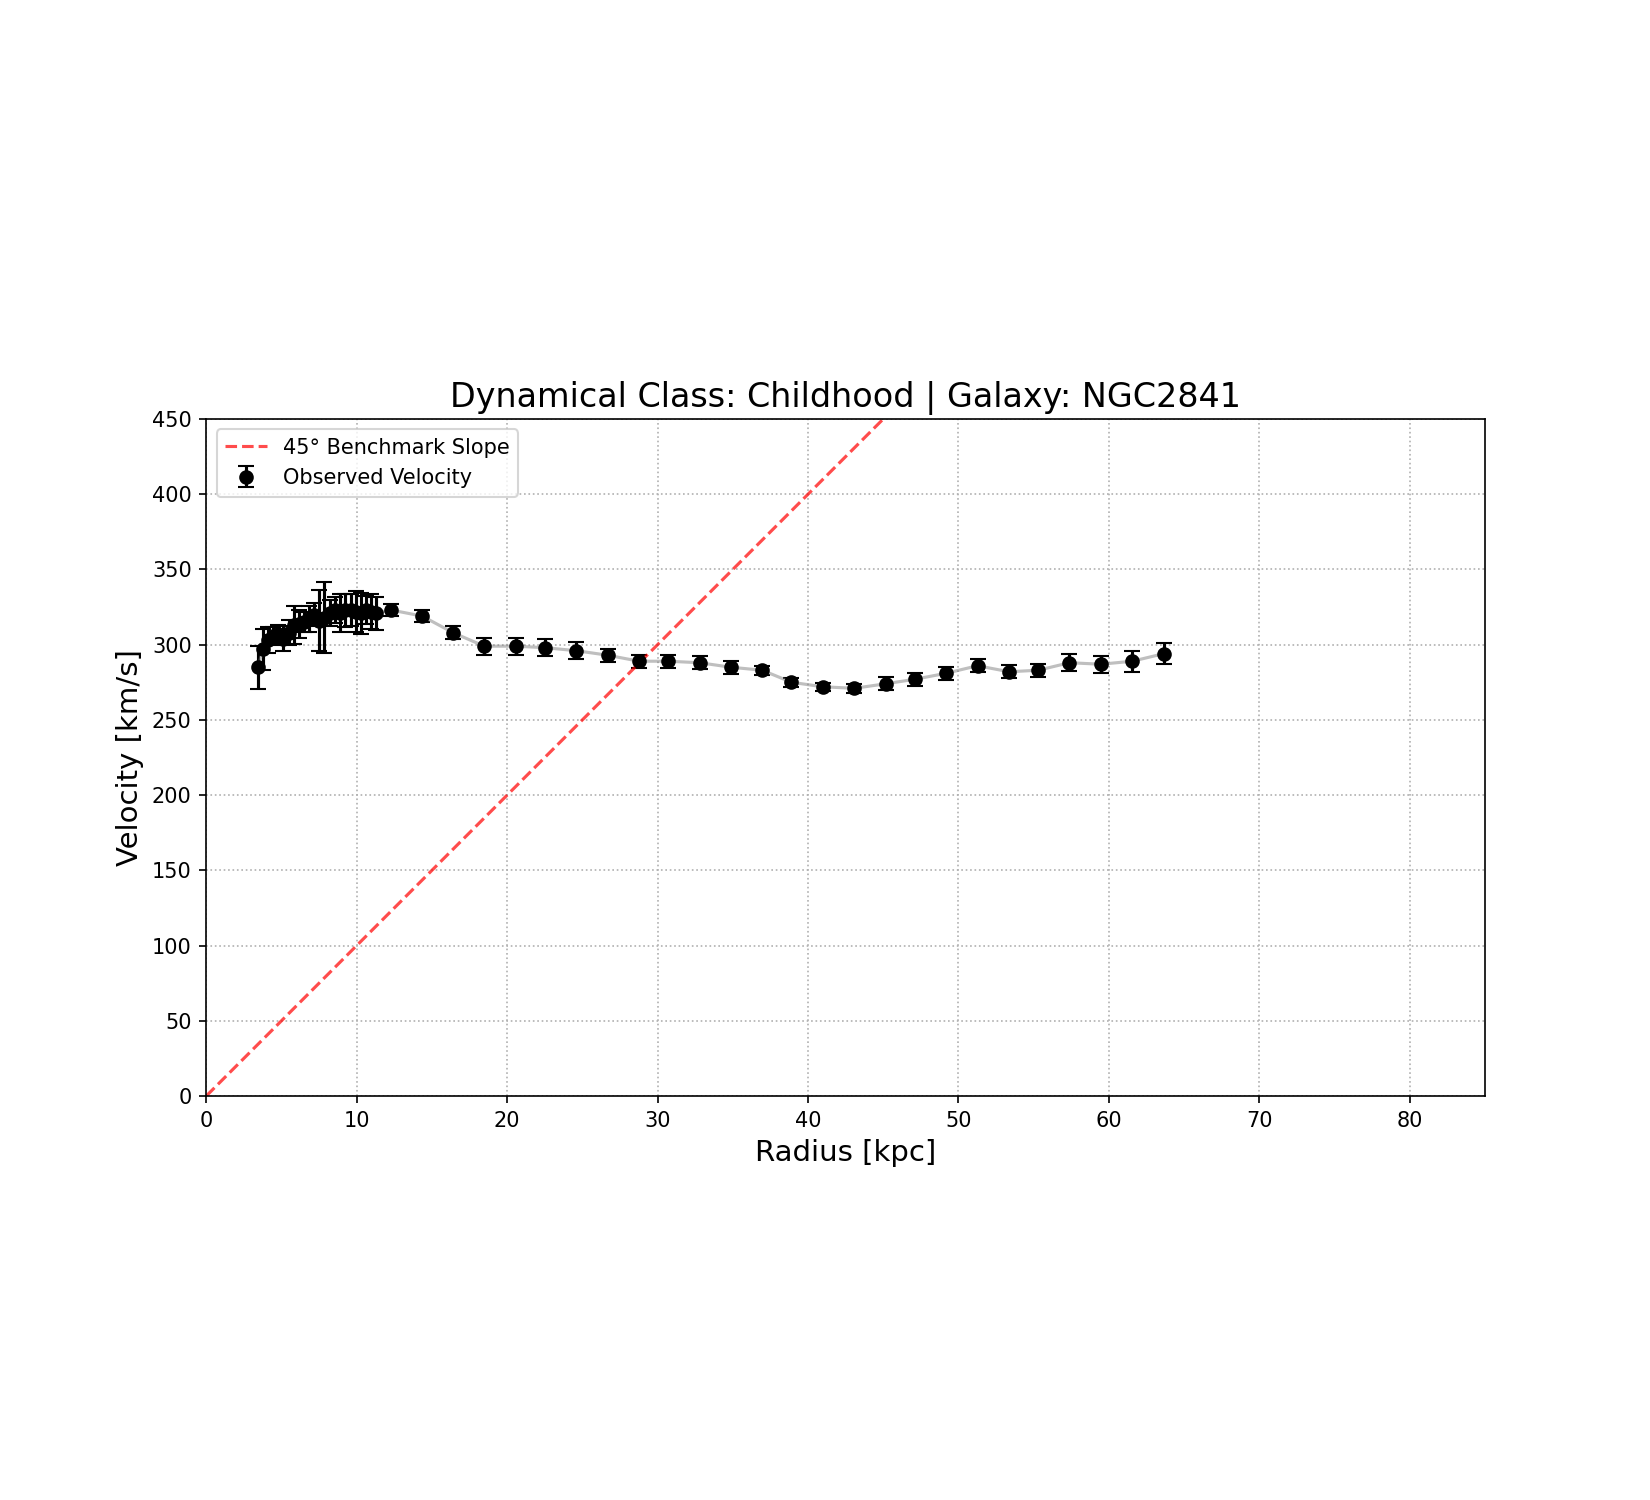 Dynamical Class: Childhood | Galaxy: NGC2841
450
400
350
300
250
200
150
100
50
0
Velocity [km/s]
45° Benchmark Slope
Observed Velocity
0 10 20 30 40 50 60 70 80
Radius [kpc]